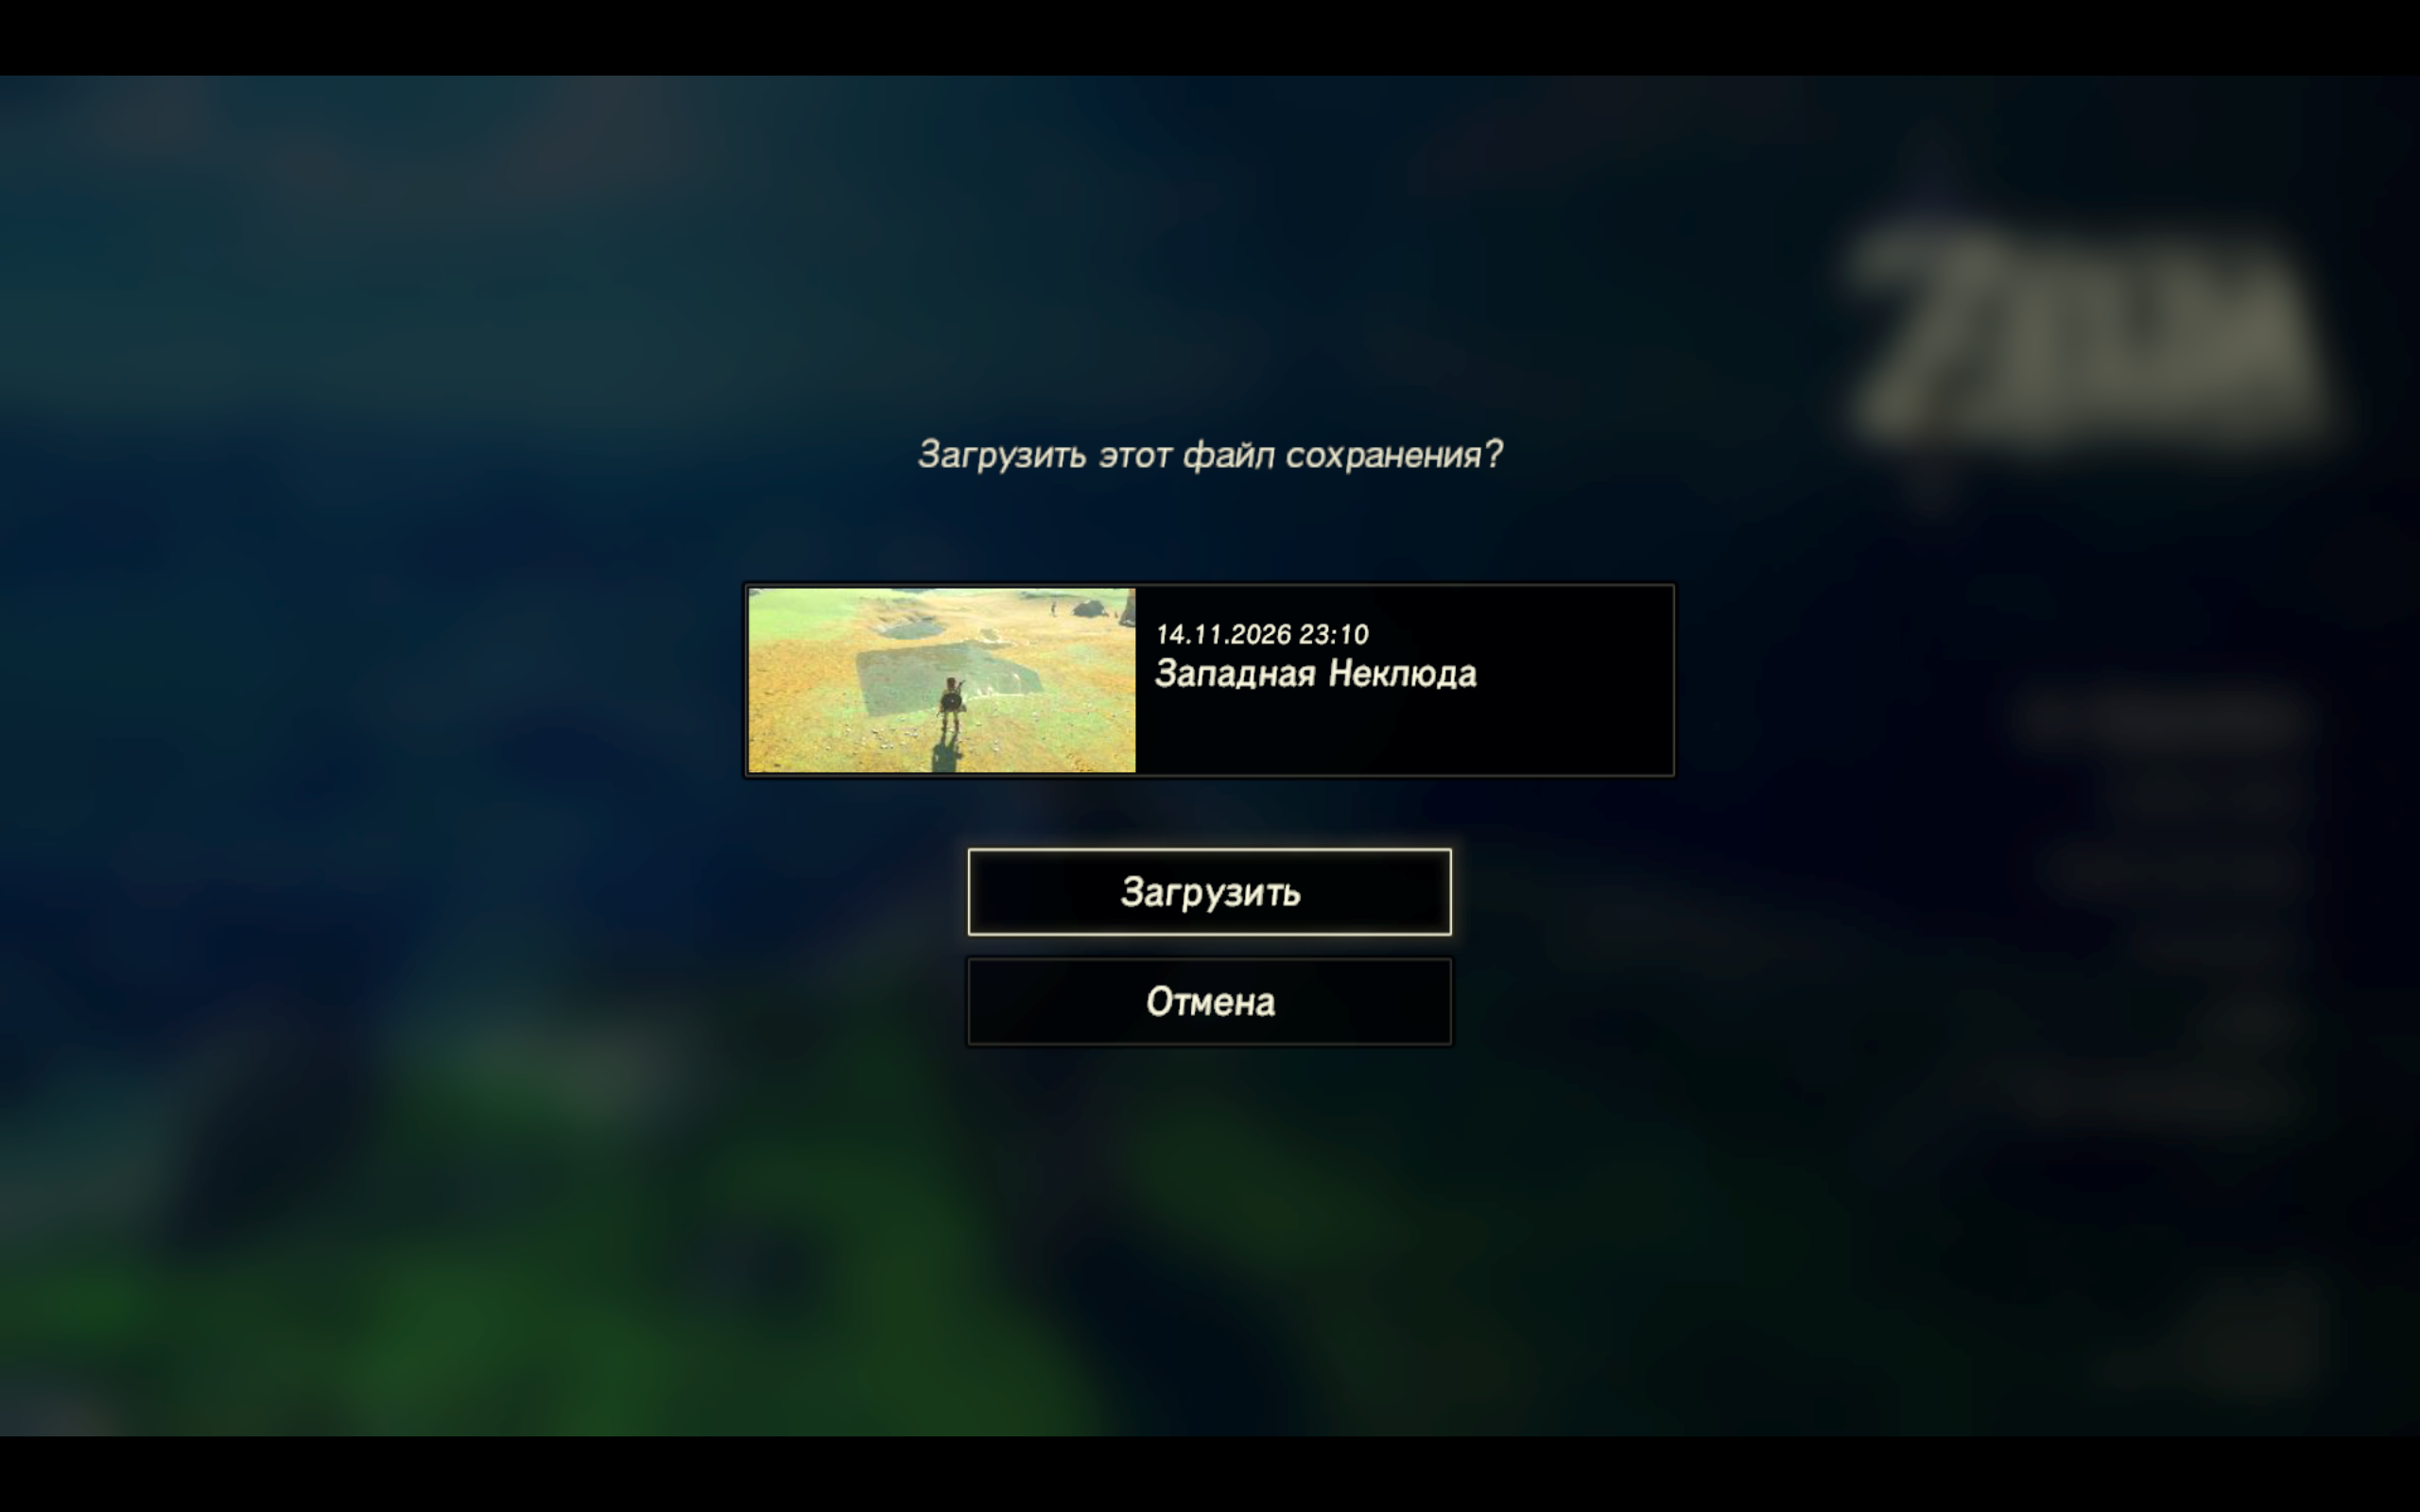 Загрузить этот файл сохранения?
14.11.2026 23:10
Западная Неклюда
Загрузить
Отмена